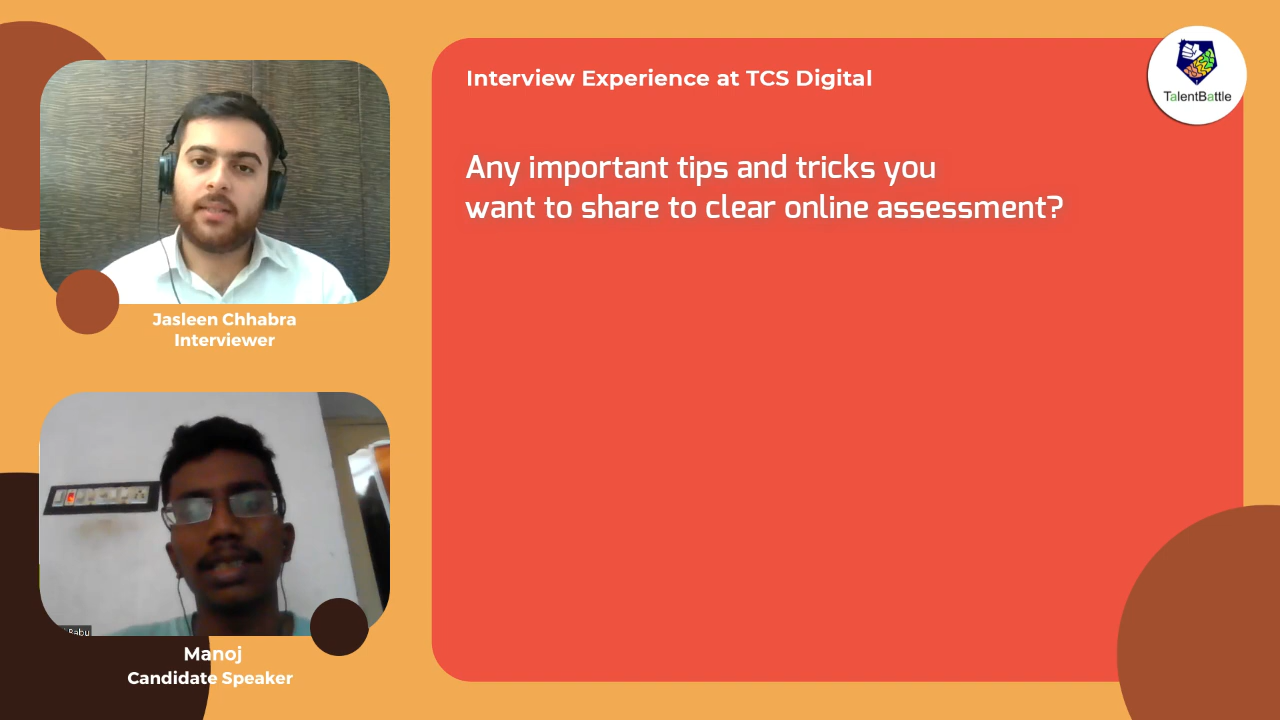 Interview Experience at TCS Digital
TalentBattle
Any important tips and tricks you
want to share to clear online assessment?
Jasleen Chhabra
Interviewer
Babu
Manoj
Candidate Speaker